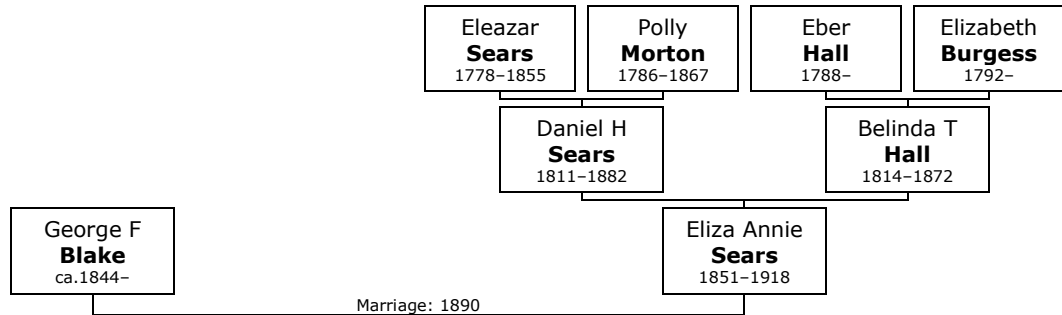 Eleazar
Sears
1778–1855
Polly
Morton
1786–1867
Eber
Hall
1788–
Elizabeth
Burgess
1792–
Daniel H
Sears
1811–1882
Belinda T
Hall
1814–1872
George F
Blake
ca.1844–
Eliza Annie
Sears
1851–1918
Marriage: 1890